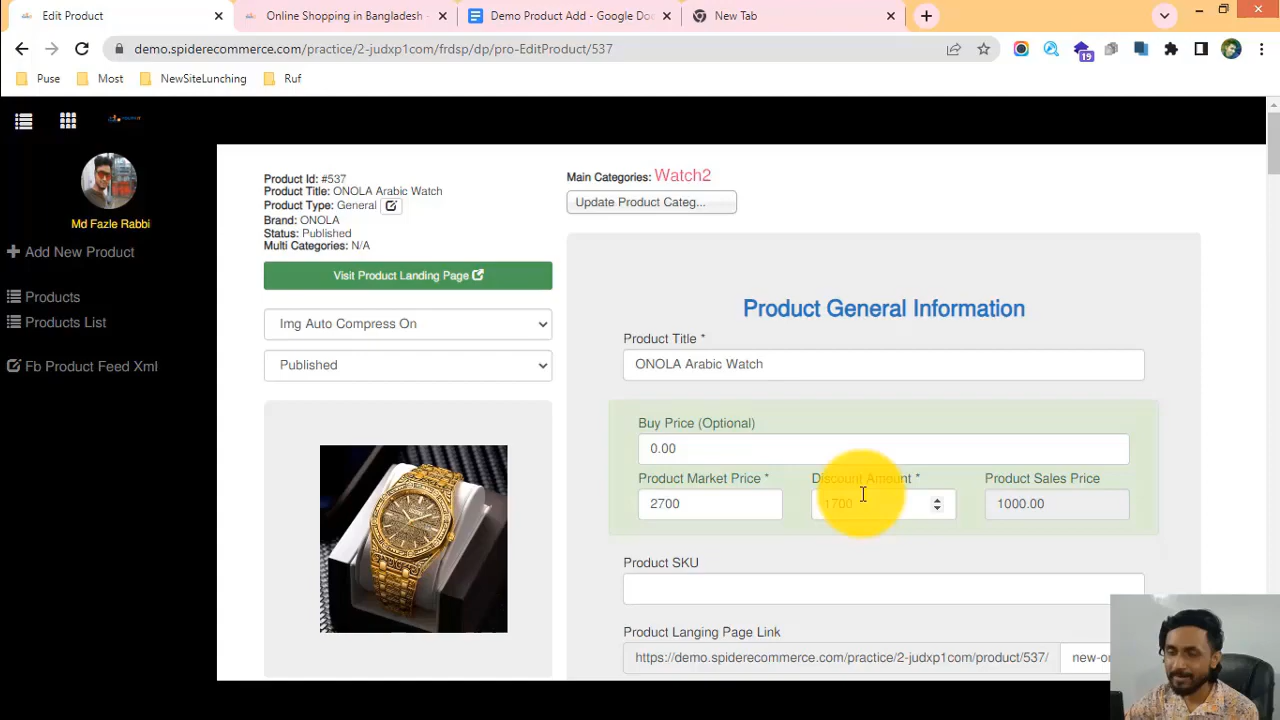 Edit Product
Online Shopping in Bangladesh -
Demo Product Add - Google Do
New Tab
demo.spiderecommerce.com/practice/2-judxp1com/frdsp/dp/pro-EditProduct/537
19
Puse
Most
NewSiteLunching
Ruf
Md Fazle Rabbi
Add New Product
Products
Products List
Fb Product Feed Xml
Product Id: #537
Product Title: ONOLA Arabic Watch
Product Type: General
Brand: ONOLA
Status: Published
Multi Categories: N/A
Visit Product Landing Page
Img Auto Compress On
Published
Main Categories: Watch2
Update Product Categ...
Product General Information
Product Title *
ONOLA Arabic Watch
Buy Price (Optional)
0.00
Product Market Price * Discount Amount * Product Sales Price
2700 1700 1000.00
Product SKU
Product Langing Page Link
https://demo.spiderecommerce.com/practice/2-judxp1com/product/537/ new-o